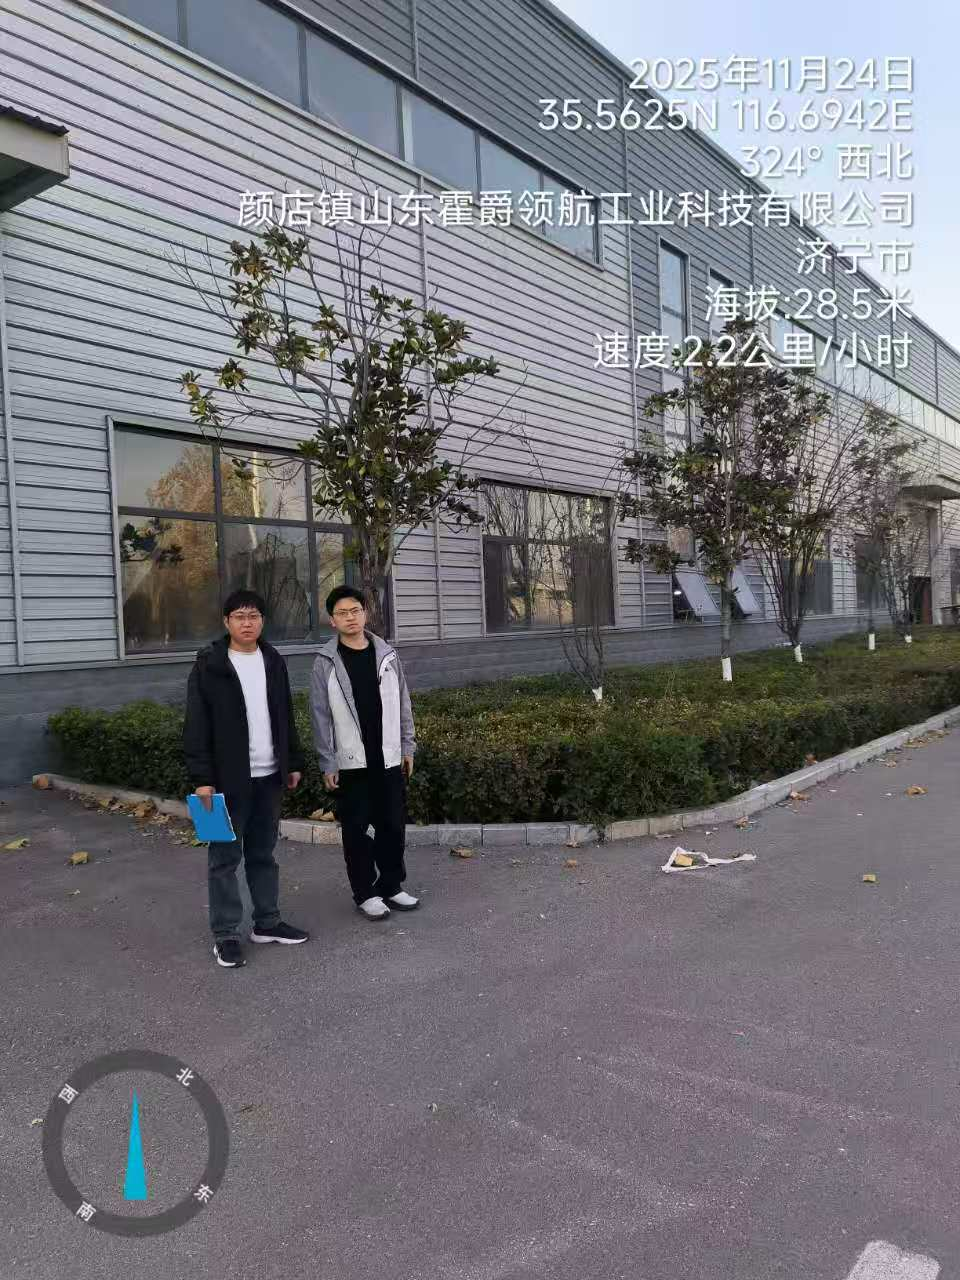 2025年11月24日
35.5625N 116.6942E
324° 西北
颜店镇山东霍爵领航工业科技有限公司
济宁市
海拔:28.5米
速度:2.2公里/小时
北
西
东
南